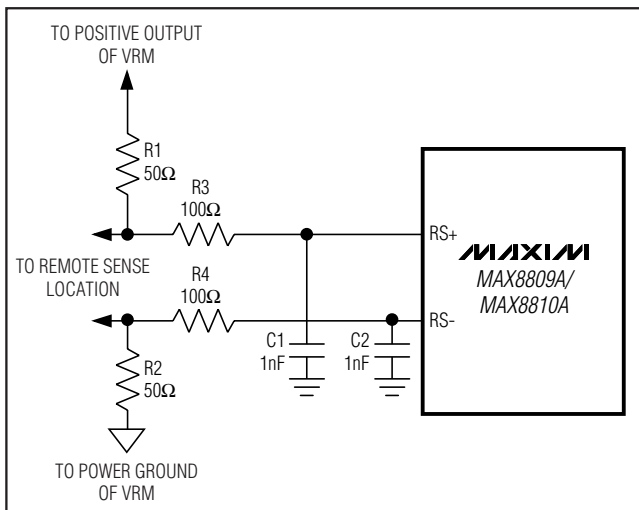 TO POSITIVE OUTPUT
OF VRM
R1
50Ω
R3
100Ω
RS+
TO REMOTE SENSE
LOCATION
R4
100Ω
MAXIM
MAX8809A/
MAX8810A
RS-
C1
1nF
C2
1nF
R2
50Ω
TO POWER GROUND
OF VRM